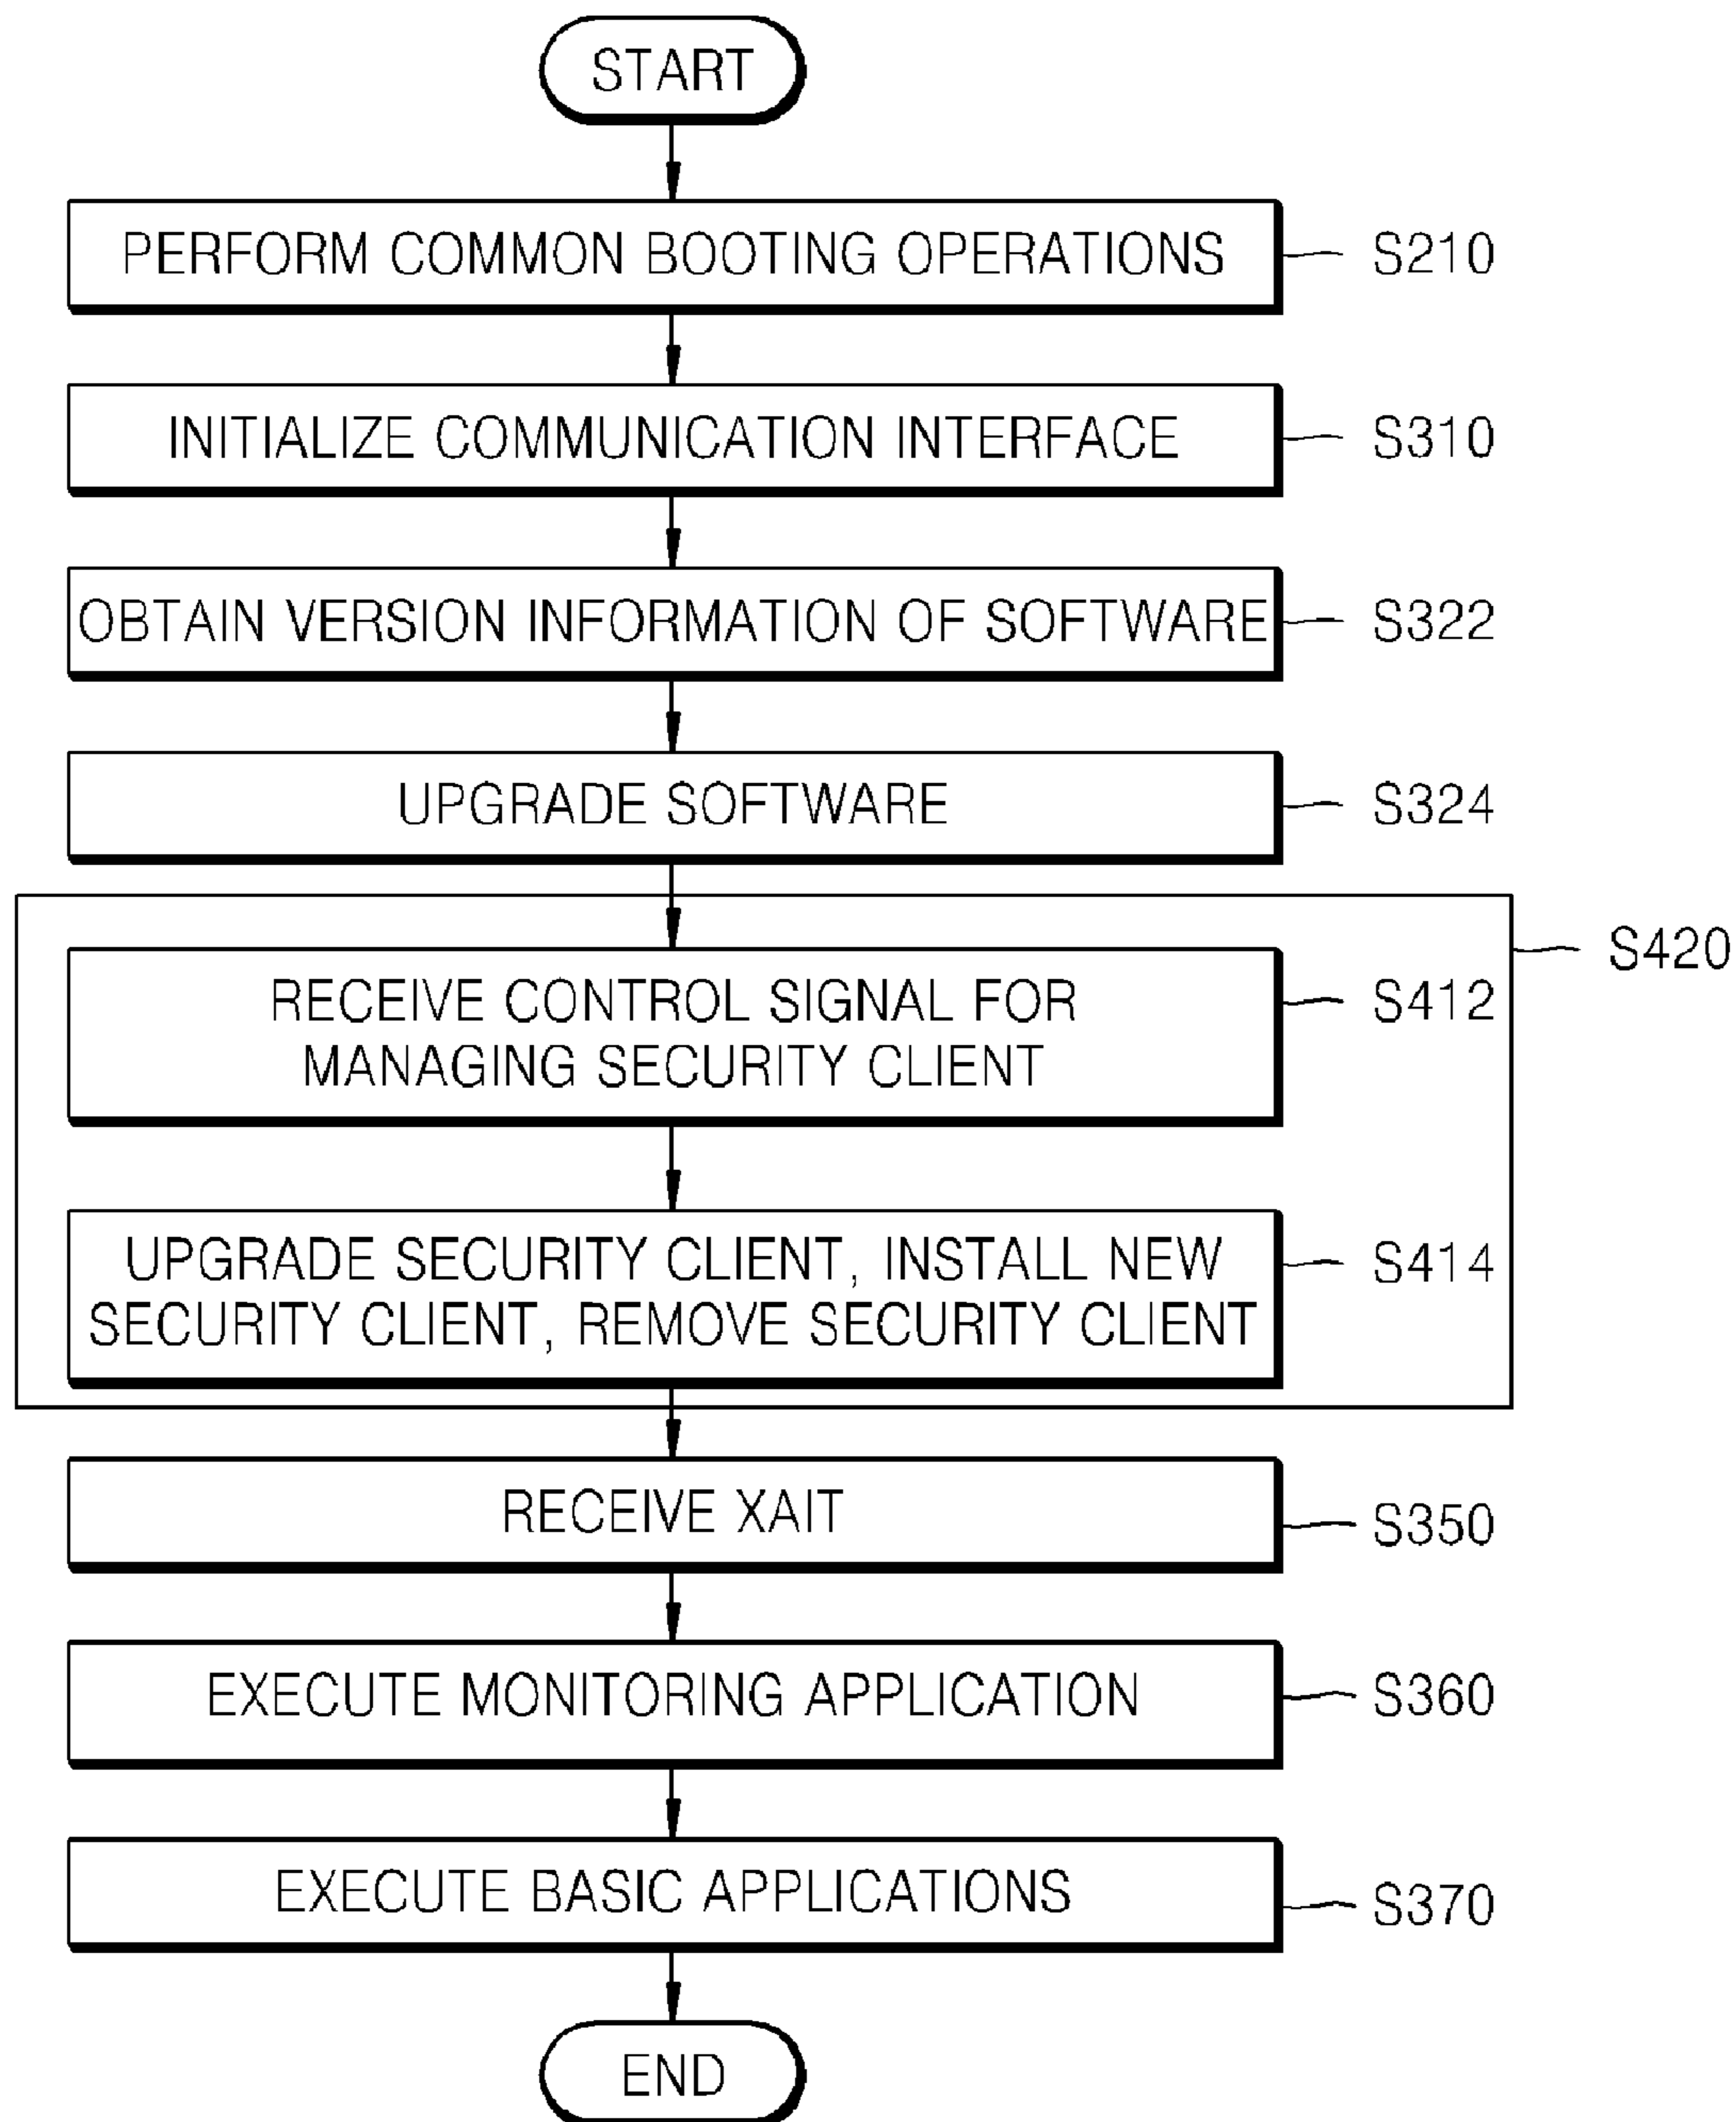 START
PERFORM COMMON BOOTING OPERATIONS
S210
INITIALIZE COMMUNICATION INTERFACE
S310
OBTAIN VERSION INFORMATION OF SOFTWARE
S322
UPGRADE SOFTWARE
S324
S420
RECEIVE CONTROL SIGNAL FOR
MANAGING SECURITY CLIENT
S412
UPGRADE SECURITY CLIENT, INSTALL NEW
SECURITY CLIENT, REMOVE SECURITY CLIENT
S414
RECEIVE XAIT
S350
EXECUTE MONITORING APPLICATION
S360
EXECUTE BASIC APPLICATIONS
S370
END